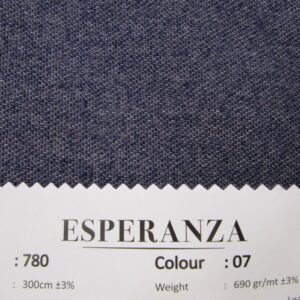 ESPERANZA
: 780 Colour : 07
: 300cm ±3% Weight : 690 gr/mt ±3%